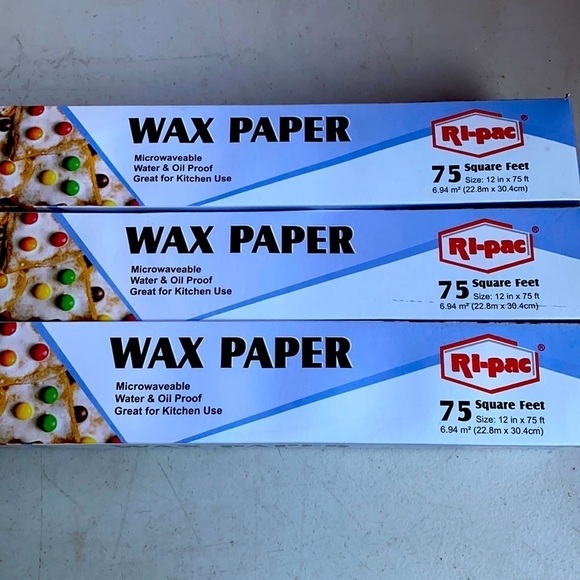 WAX PAPER
Microwaveable
Water & Oil Proof
Great for Kitchen Use
RI-pac®
75 Square Feet
Size: 12 in x 75 ft
6.94 m² (22.8m x 30.4cm)
WAX PAPER
Microwaveable
Water & Oil Proof
Great for Kitchen Use
RI-pac®
75 Square Feet
Size: 12 in x 75 ft
6.94 m² (22.8m x 30.4cm)
WAX PAPER
Microwaveable
Water & Oil Proof
Great for Kitchen Use
RI-pac®
75 Square Feet
Size: 12 in x 75 ft
6.94 m² (22.8m x 30.4cm)